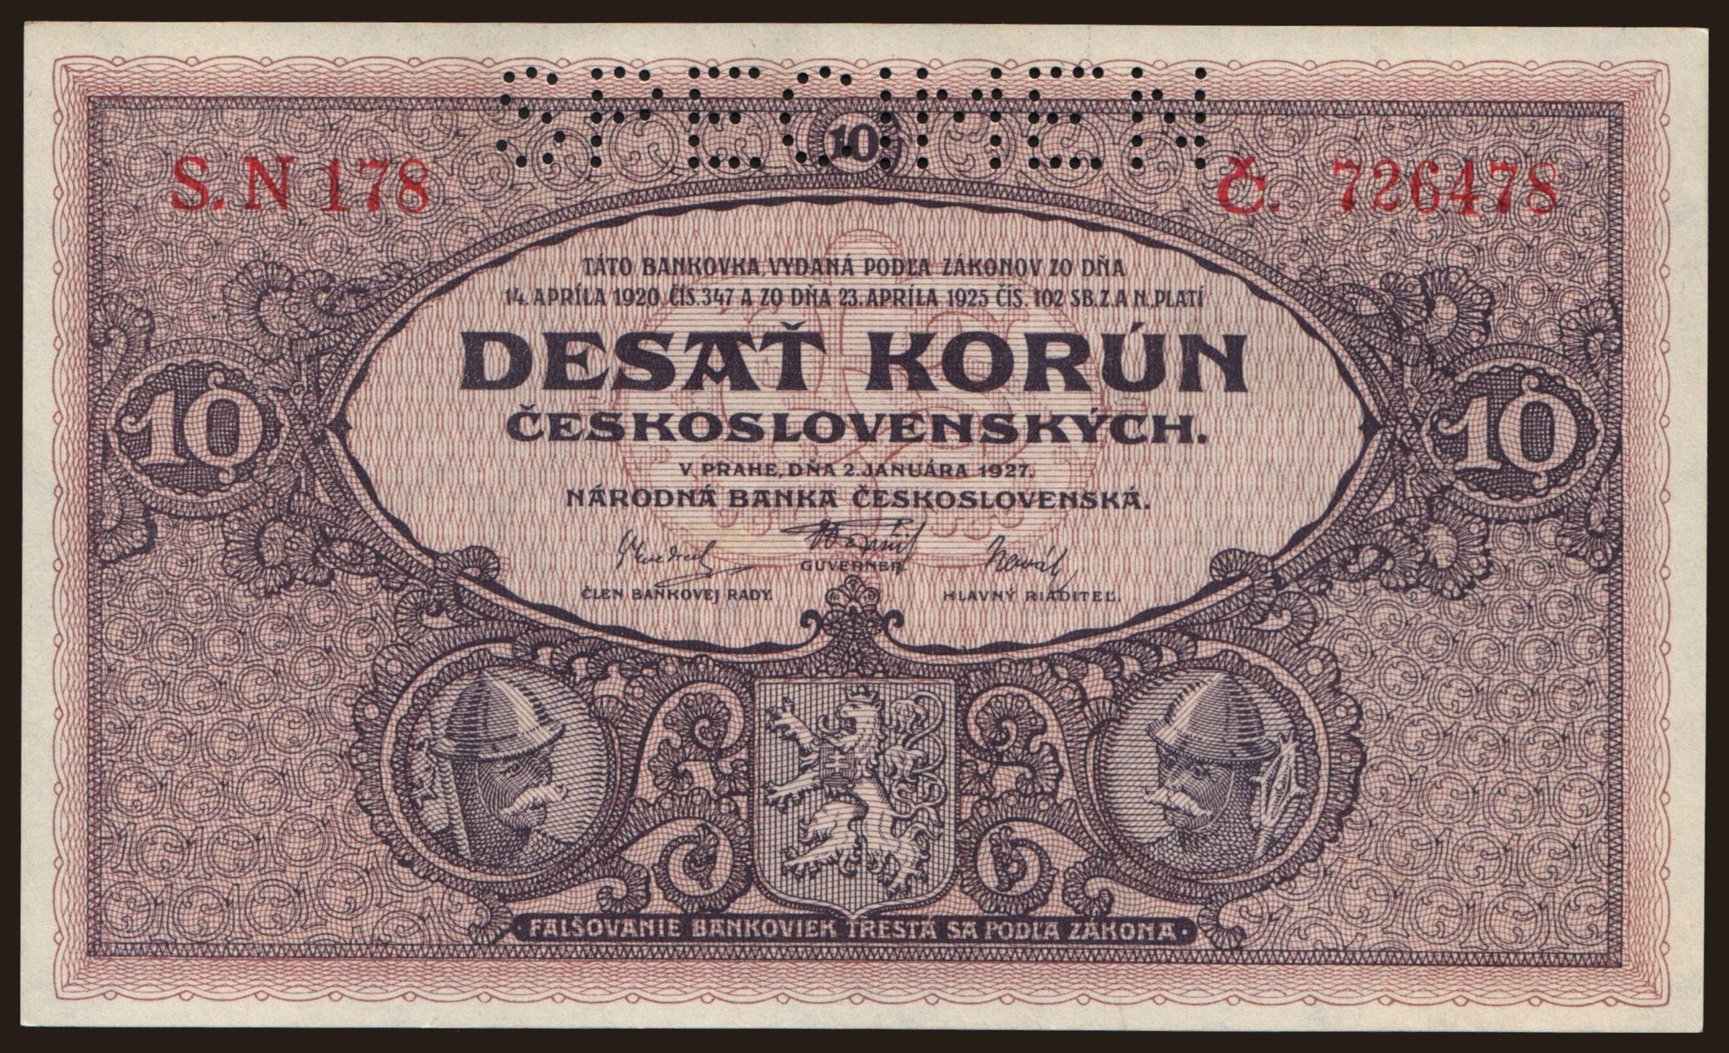 SPECIMEN
10
S. N 178
Č. 726478
TÁTO BANKOVKA, VYDANÁ PODĽA ZÁKONOV ZO DŇA
14. APRÍLA 1920 ČÍS. 347 A ZO DŇA 23. APRÍLA 1925 ČÍS. 102 SB. Z. A N. PLATÍ
DESAŤ KORÚN
ČESKOSLOVENSKÝCH.
10
10
V PRAHE, DŇA 2. JANUÁRA 1927.
NÁRODNÁ BANKA ČESKOSLOVENSKÁ.
GUVERNER.
ČLEN BANKOVEJ RADY.
HLAVNÝ RIADITEĽ.
· FALŠOVANIE BANKOVIEK TRESTÁ SA PODĽA ZÁKONA ·